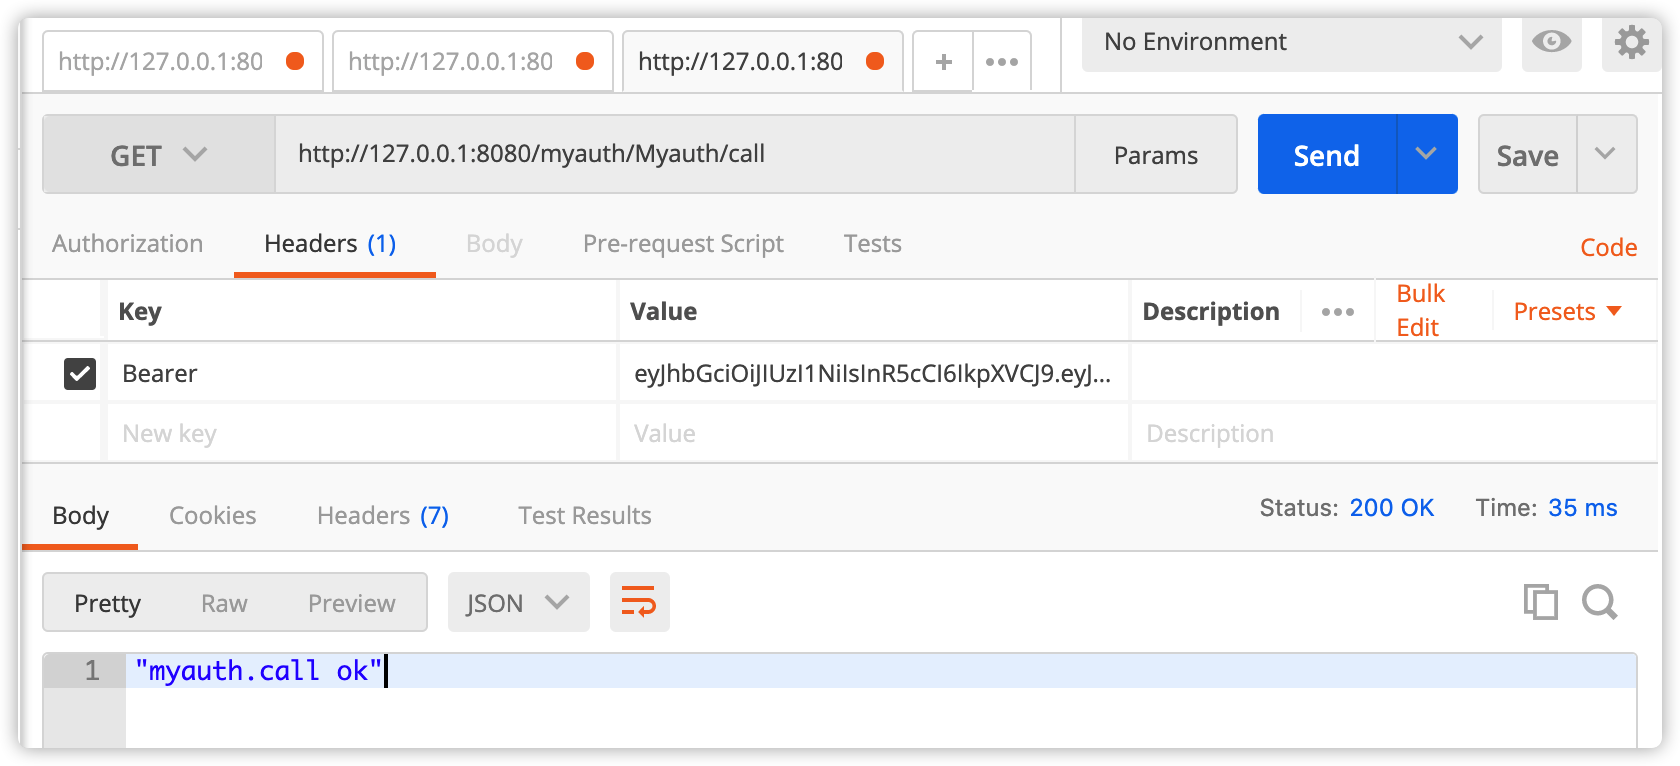 http://127.0.0.1:80 http://127.0.0.1:80 http://127.0.0.1:80 + ••• No Environment
GET http://127.0.0.1:8080/myauth/Myauth/call Params Send Save
Authorization Headers (1) Body Pre-request Script Tests Code
Key Value Description ••• Bulk Edit Presets
Bearer eyJhbGciOiJIUzI1NiIsInR5cCI6IkpXVCJ9.eyJ...
New key Value Description
Body Cookies Headers (7) Test Results Status: 200 OK Time: 35 ms
Pretty Raw Preview JSON
1 "myauth.call ok"